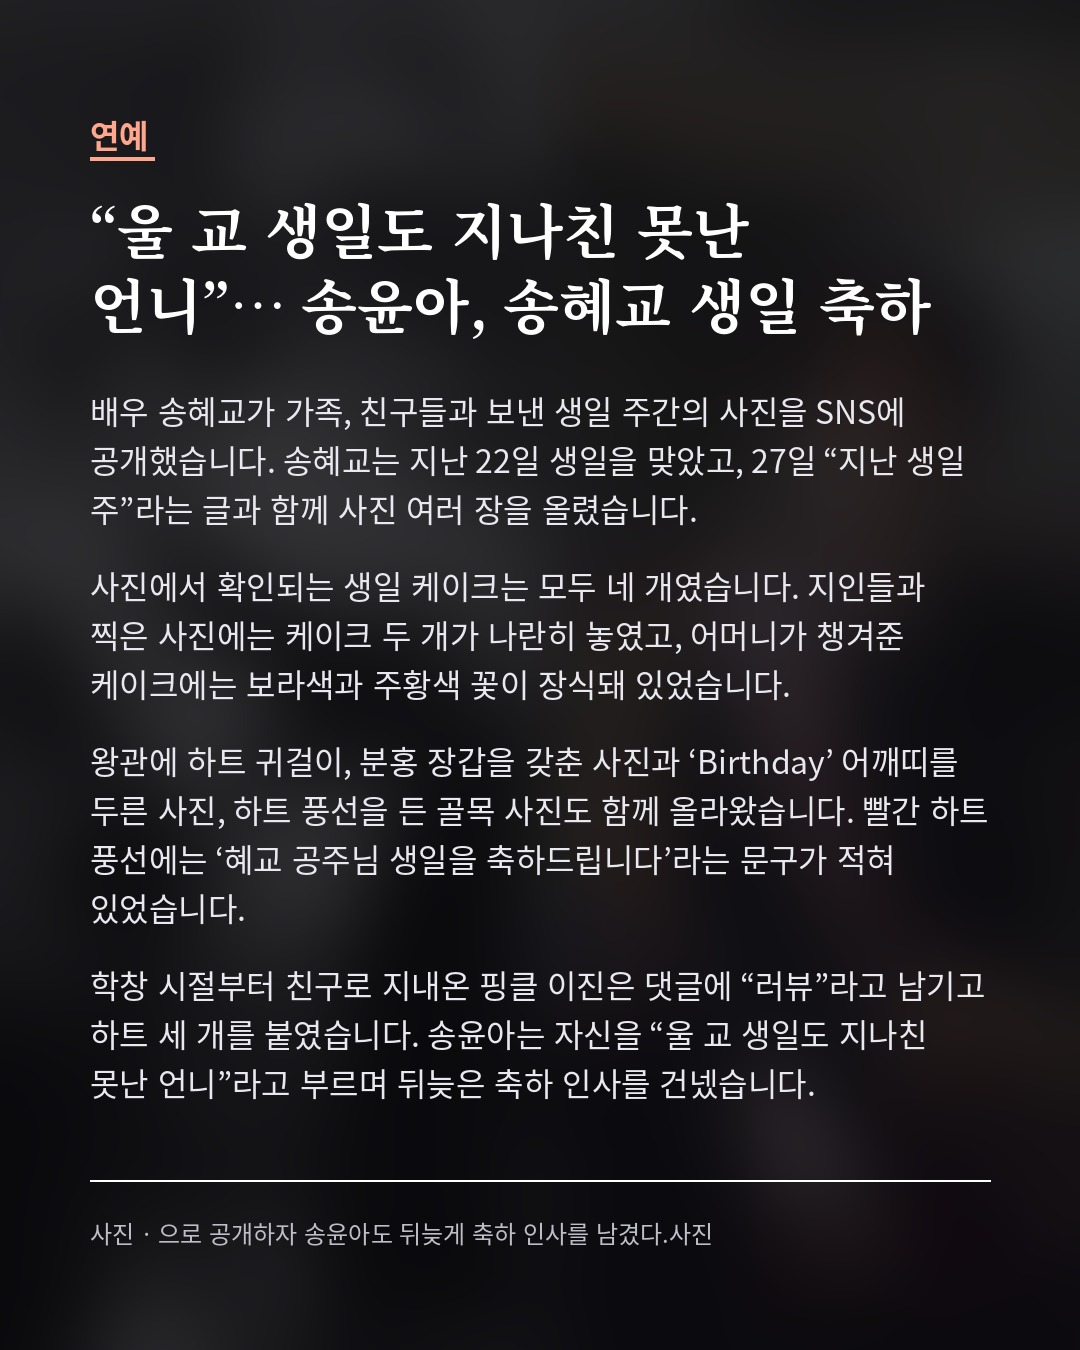 연예
“울 교 생일도 지나친 못난
언니”… 송윤아, 송혜교 생일 축하
배우 송혜교가 가족, 친구들과 보낸 생일 주간의 사진을 SNS에
공개했습니다. 송혜교는 지난 22일 생일을 맞았고, 27일 “지난 생일
주”라는 글과 함께 사진 여러 장을 올렸습니다.
사진에서 확인되는 생일 케이크는 모두 네 개였습니다. 지인들과
찍은 사진에는 케이크 두 개가 나란히 놓였고, 어머니가 챙겨준
케이크에는 보라색과 주황색 꽃이 장식돼 있었습니다.
왕관에 하트 귀걸이, 분홍 장갑을 갖춘 사진과 ‘Birthday’ 어깨띠를
두른 사진, 하트 풍선을 든 골목 사진도 함께 올라왔습니다. 빨간 하트
풍선에는 ‘혜교 공주님 생일을 축하드립니다’라는 문구가 적혀
있었습니다.
학창 시절부터 친구로 지내온 핑클 이진은 댓글에 “러뷰”라고 남기고
하트 세 개를 붙였습니다. 송윤아는 자신을 “울 교 생일도 지나친
못난 언니”라고 부르며 뒤늦은 축하 인사를 건넸습니다.
사진 · 으로 공개하자 송윤아도 뒤늦게 축하 인사를 남겼다.사진